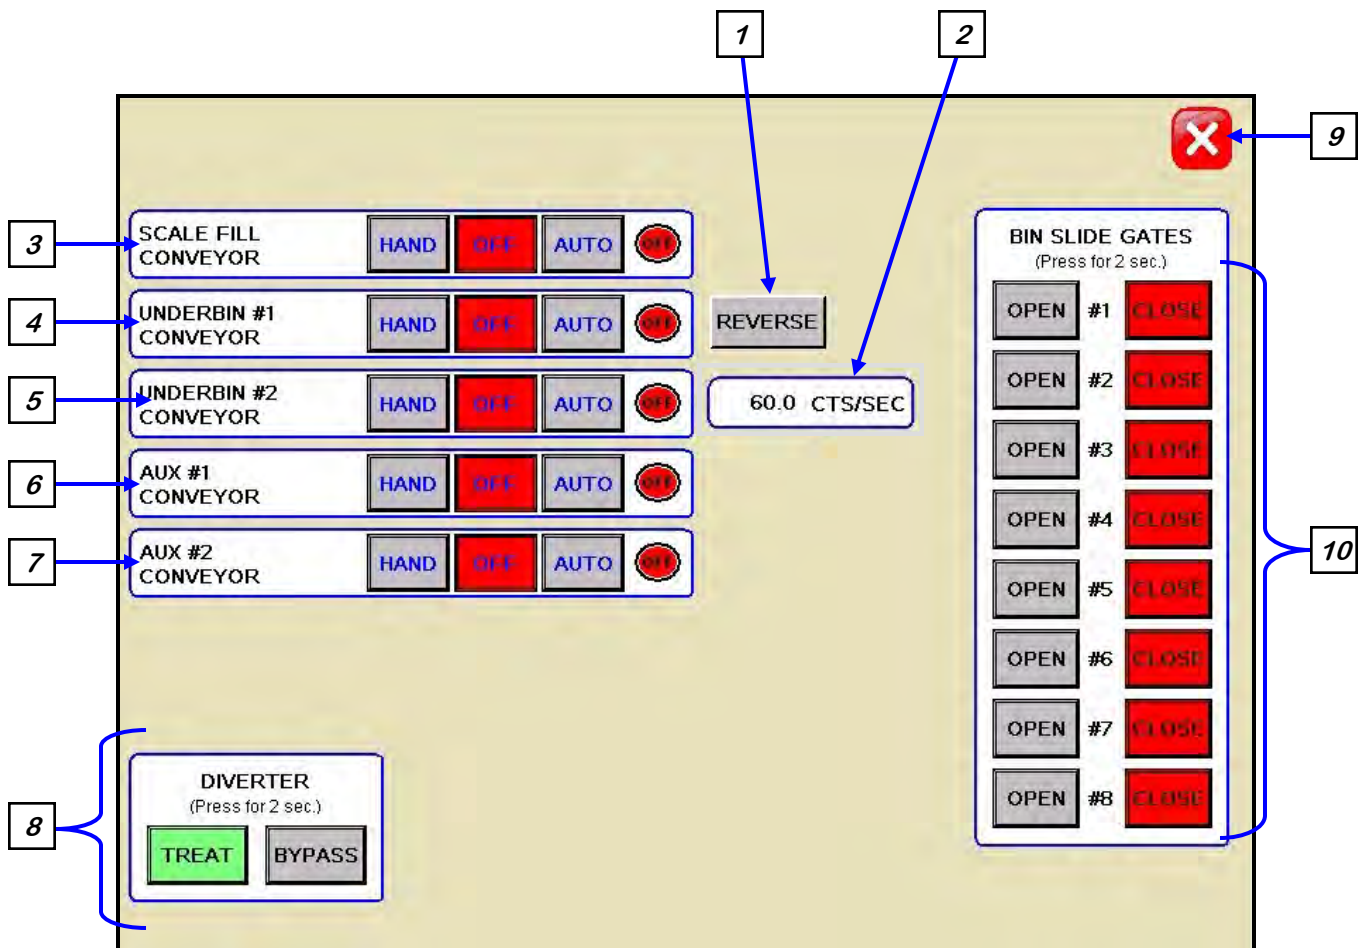 1
2
9
3
SCALE FILL
CONVEYOR
HAND OFF AUTO OFF
4
UNDERBIN #1
CONVEYOR
HAND OFF AUTO OFF
REVERSE
5
UNDERBIN #2
CONVEYOR
HAND OFF AUTO OFF
60.0 CTS/SEC
6
AUX #1
CONVEYOR
HAND OFF AUTO OFF
7
AUX #2
CONVEYOR
HAND OFF AUTO OFF
BIN SLIDE GATES
(Press for 2 sec.)
OPEN #1 CLOSE
OPEN #2 CLOSE
OPEN #3 CLOSE
OPEN #4 CLOSE
OPEN #5 CLOSE
OPEN #6 CLOSE
OPEN #7 CLOSE
OPEN #8 CLOSE
10
8
DIVERTER
(Press for 2 sec.)
TREAT BYPASS